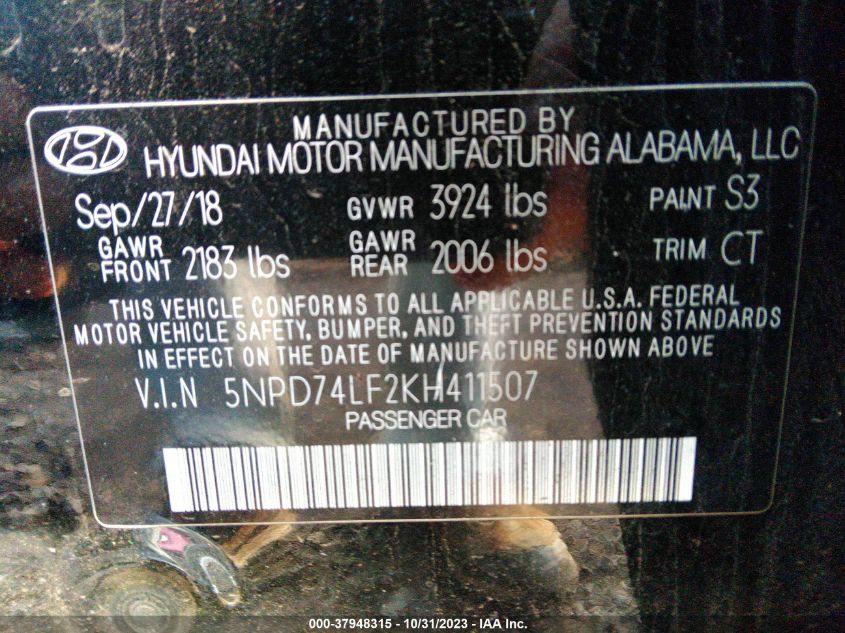 MANUFACTURED BY
HYUNDAI MOTOR MANUFACTURING ALABAMA, LLC
Sep/27/18 GVWR 3924 lbs PAINT S3
GAWR FRONT 2183 lbs GAWR REAR 2006 lbs TRIM CT
THIS VEHICLE CONFORMS TO ALL APPLICABLE U.S.A. FEDERAL
MOTOR VEHICLE SAFETY, BUMPER, AND THEFT PREVENTION STANDARDS
IN EFFECT ON THE DATE OF MANUFACTURE SHOWN ABOVE
V.I.N 5NPD74LF2KH411507
PASSENGER CAR
000-37948315 - 10/31/2023 - IAA Inc.